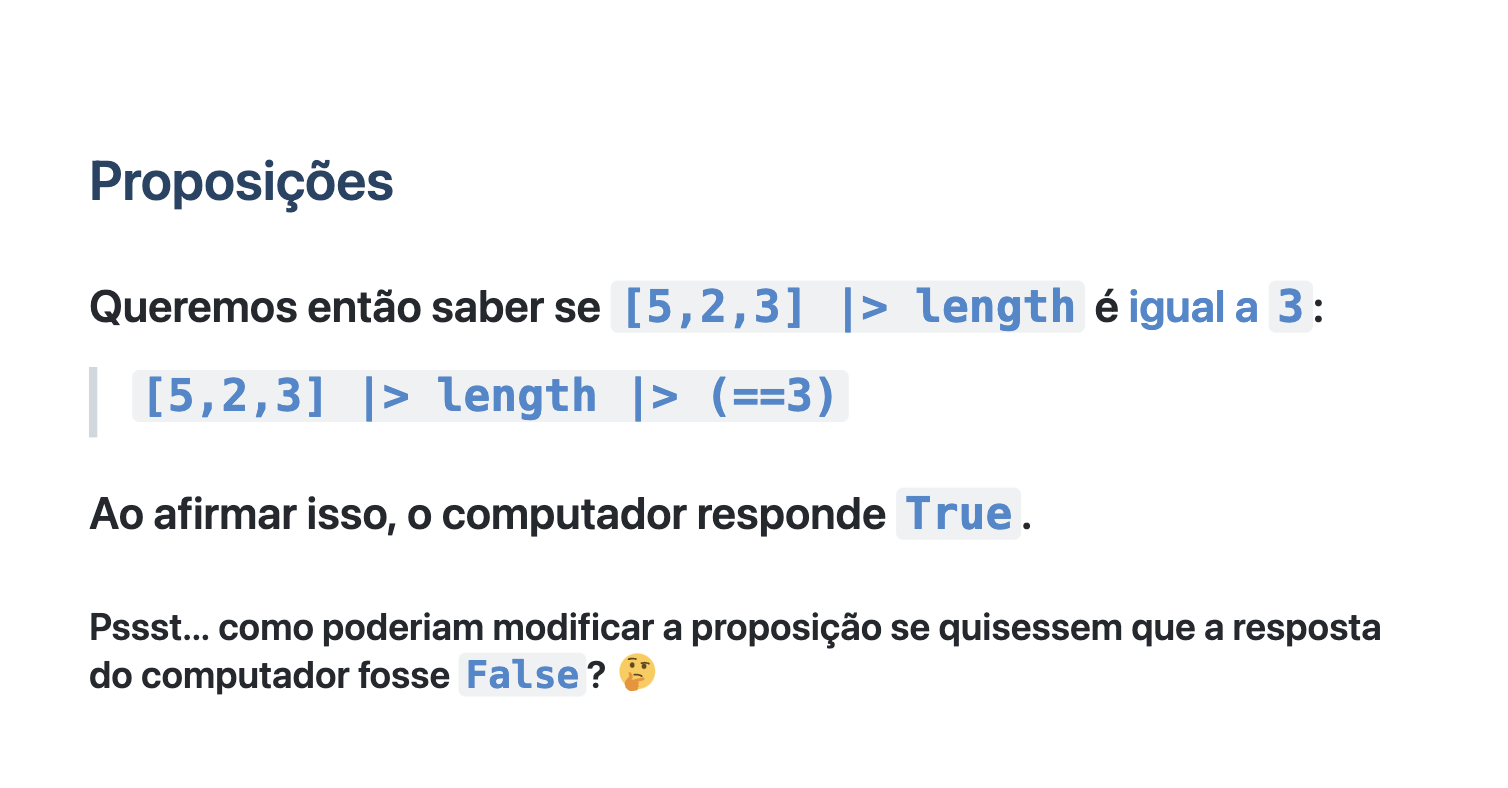 Proposições
Queremos então saber se [5,2,3] |> length é igual a 3:
[5,2,3] |> length |> (==3)
Ao afirmar isso, o computador responde True.
Pssst... como poderiam modificar a proposição se quisessem que a resposta
do computador fosse False? 🤔